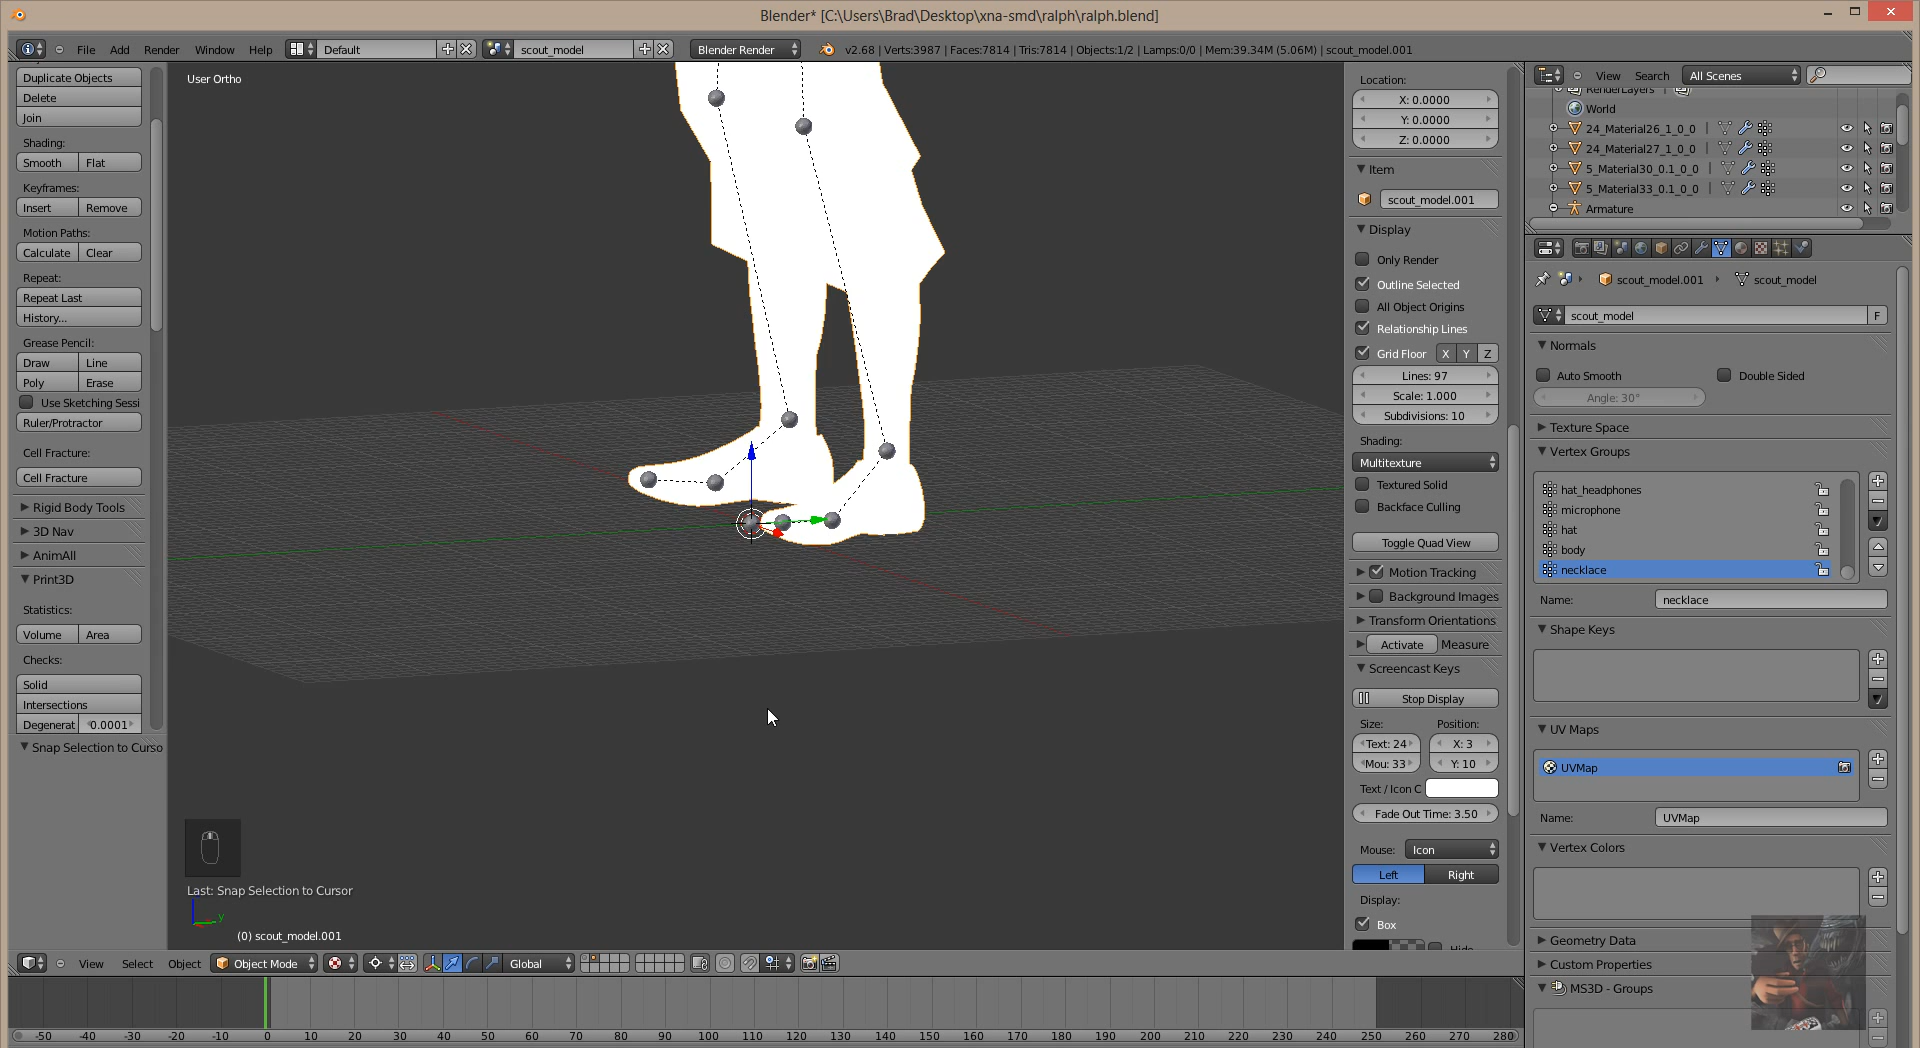 Blender* [C:\Users\Brad\Desktop\xna-smd\ralph\ralph.blend]
File Add Render Window Help Default scout_model Blender Render v2.68 | Verts:3987 | Faces:7814 | Tris:7814 | Objects:1/2 | Lamps:0/0 | Mem:39.34M (5.06M) | scout_model.001
Duplicate Objects
Delete
Join
Shading:
Smooth Flat
Keyframes:
Insert Remove
Motion Paths:
Calculate Clear
Repeat:
Repeat Last
History...
Grease Pencil:
Draw Line
Poly Erase
Use Sketching Sessi
Ruler/Protractor
Cell Fracture:
Cell Fracture
Rigid Body Tools
3D Nav
AnimAll
Print3D
Statistics:
Volume Area
Checks:
Solid
Intersections
Degenerat 0.0001
Snap Selection to Curso
User Ortho
Last: Snap Selection to Cursor
y
(0) scout_model.001
Location:
X: 0.0000
Y: 0.0000
Z: 0.0000
Item
scout_model.001
Display
Only Render
Outline Selected
All Object Origins
Relationship Lines
Grid Floor X Y Z
Lines: 97
Scale: 1.000
Subdivisions: 10
Shading:
Multitexture
Textured Solid
Backface Culling
Toggle Quad View
Motion Tracking
Background Images
Transform Orientations
Activate Measure
Screencast Keys
Stop Display
Size: Position:
Text: 24 X: 3
Mou: 33 Y: 10
Text / Icon C
Fade Out Time: 3.50
Mouse: Icon
Left Right
Display:
Box
Hide
View Search All Scenes
RenderLayers
World
24_Material26_1_0_0
24_Material27_1_0_0
5_Material30_0.1_0_0
5_Material33_0.1_0_0
Armature
scout_model.001 scout_model
scout_model F
Normals
Auto Smooth Double Sided
Angle: 30°
Texture Space
Vertex Groups
hat_headphones
microphone
hat
body
necklace
Name: necklace
Shape Keys
UV Maps
UVMap
Name: UVMap
Vertex Colors
Geometry Data
Custom Properties
MS3D - Groups
View Select Object Object Mode Global
-50 -40 -30 -20 -10 0 10 20 30 40 50 60 70 80 90 100 110 120 130 140 150 160 170 180 190 200 210 220 230 240 250 260 270 280